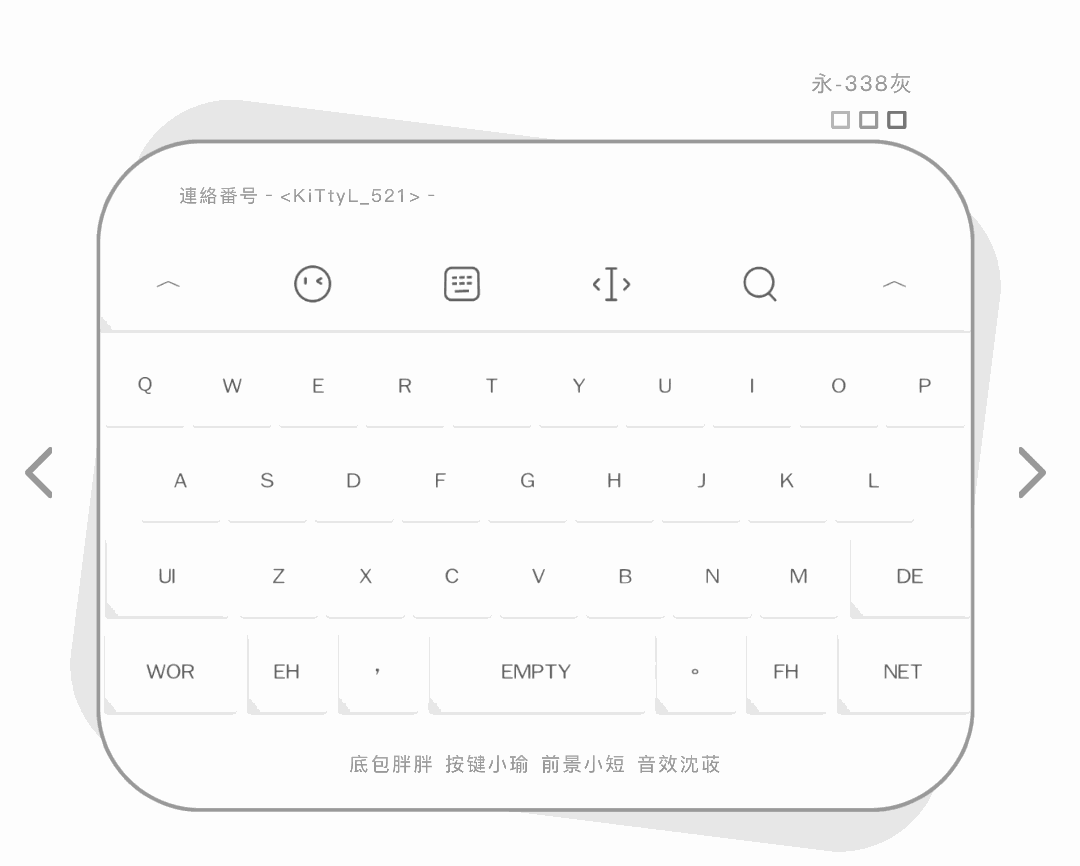 永-338灰
連絡番号 - <KiTtyL_521> -
Q W E R T Y U I O P
A S D F G H J K L
UI Z X C V B N M DE
WOR EH , EMPTY 。 FH NET
底包胖胖 按键小瑜 前景小短 音效沈蒑